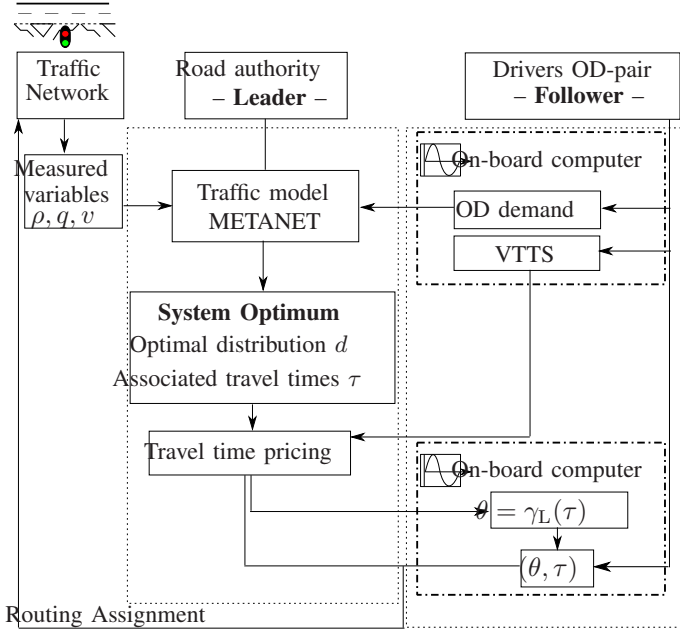 Traffic
Network
Road authority
– Leader –
Drivers OD-pair
– Follower –
Measured
variables
ρ, q, v
Traffic model
METANET
On-board computer
OD demand
VTTS
System Optimum
Optimal distribution d
Associated travel times τ
Travel time pricing
On-board computer
θ = γ_L(τ)
(θ, τ)
Routing Assignment